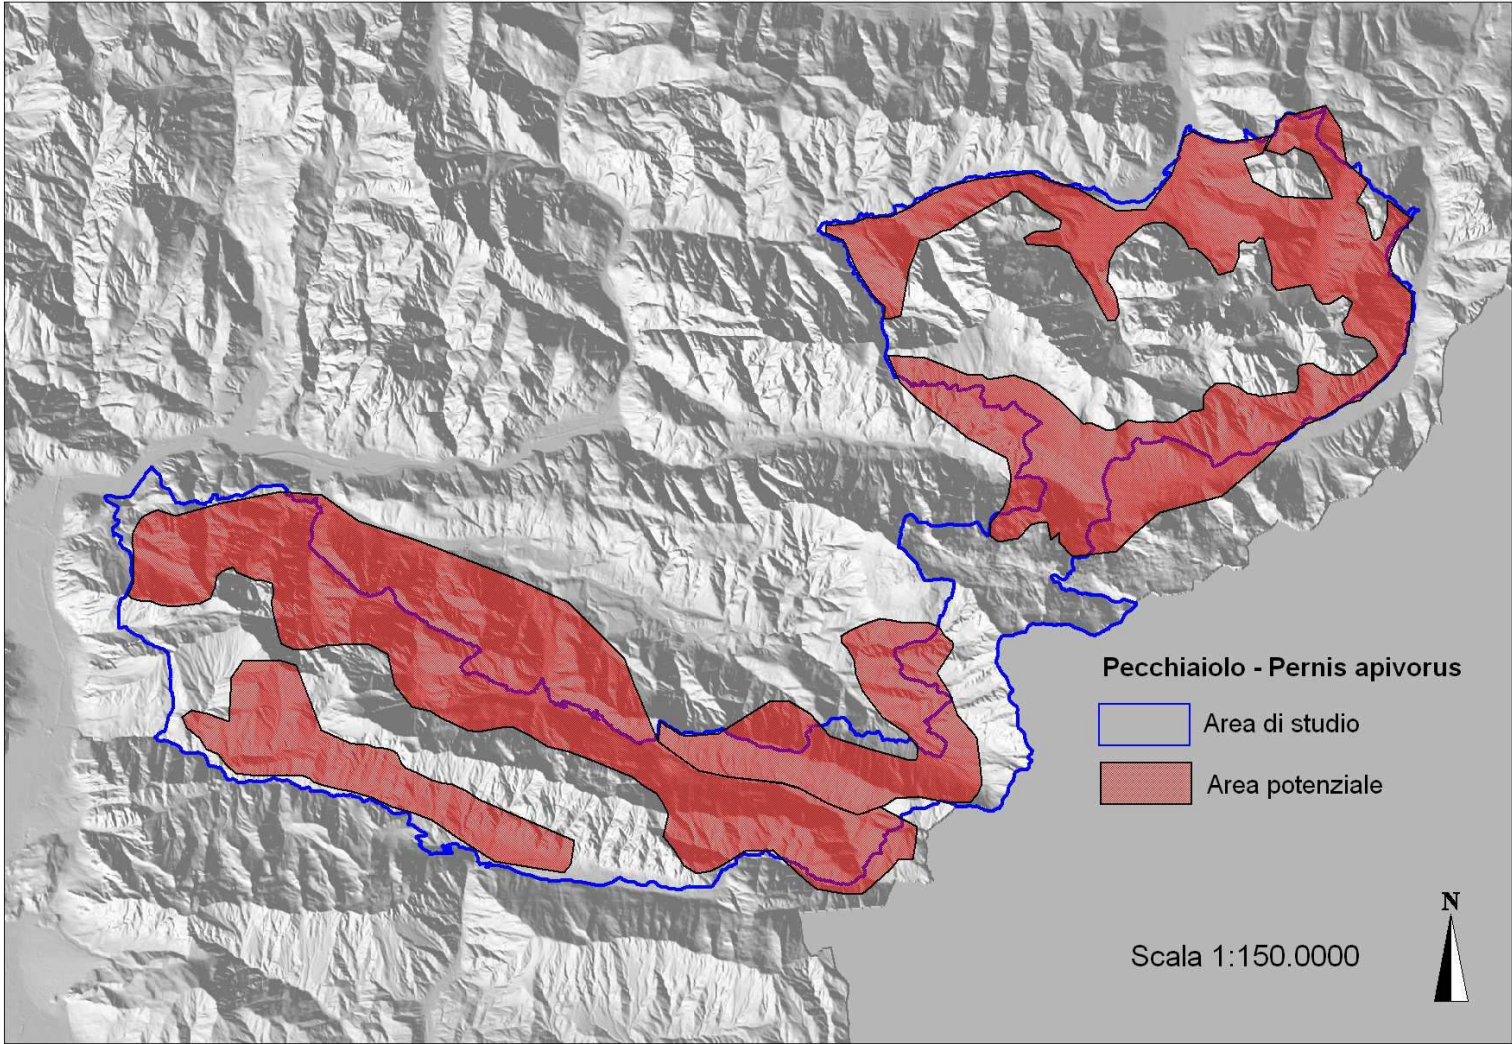 Pecchiaiolo - Pernis apivorus
Area di studio
Area potenziale
N
Scala 1:150.0000